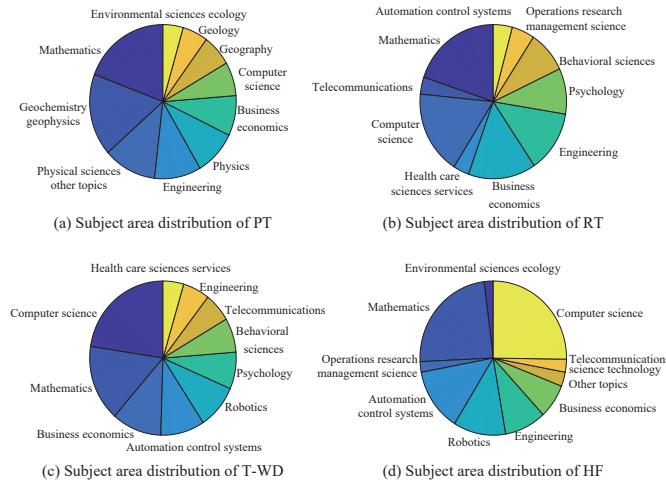 Environmental sciences ecology
Geology
Geography
Computer
science
Business
economics
Physics
Engineering
Physical sciences
other topics
Geochemistry
geophysics
Mathematics
(a) Subject area distribution of PT
Automation control systems
Operations research
management science
Behavioral sciences
Psychology
Engineering
Business
economics
Health care
sciences services
Computer
science
Telecommunications
Mathematics
(b) Subject area distribution of RT
Health care sciences services
Engineering
Telecommunications
Behavioral
sciences
Psychology
Robotics
Automation control systems
Business economics
Mathematics
Computer science
(c) Subject area distribution of T-WD
Environmental sciences ecology
Computer science
Telecommunication
science technology
Other topics
Business economics
Engineering
Robotics
Automation
control systems
Operations research
management science
Mathematics
(d) Subject area distribution of HF